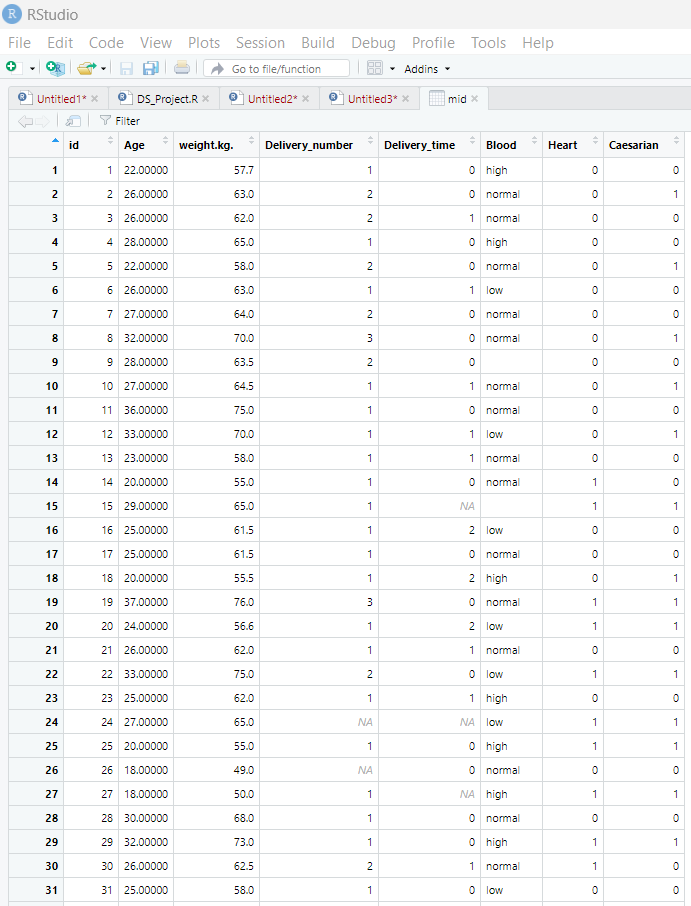 RStudio
File Edit Code View Plots Session Build Debug Profile Tools Help
Go to file/function Addins
Untitled1* DS_Project.R Untitled2* Untitled3* mid
Filter
id Age weight.kg. Delivery_number Delivery_time Blood Heart Caesarian
1 1 22.00000 57.7 1 0 high 0 0
2 2 26.00000 63.0 2 0 normal 0 1
3 3 26.00000 62.0 2 1 normal 0 0
4 4 28.00000 65.0 1 0 high 0 0
5 5 22.00000 58.0 2 0 normal 0 1
6 6 26.00000 63.0 1 1 low 0 0
7 7 27.00000 64.0 2 0 normal 0 0
8 8 32.00000 70.0 3 0 normal 0 1
9 9 28.00000 63.5 2 0 0 0
10 10 27.00000 64.5 1 1 normal 0 1
11 11 36.00000 75.0 1 0 normal 0 0
12 12 33.00000 70.0 1 1 low 0 1
13 13 23.00000 58.0 1 1 normal 0 0
14 14 20.00000 55.0 1 0 normal 1 0
15 15 29.00000 65.0 1 NA 1 1
16 16 25.00000 61.5 1 2 low 0 0
17 17 25.00000 61.5 1 0 normal 0 0
18 18 20.00000 55.5 1 2 high 0 1
19 19 37.00000 76.0 3 0 normal 1 1
20 20 24.00000 56.6 1 2 low 1 1
21 21 26.00000 62.0 1 1 normal 0 0
22 22 33.00000 75.0 2 0 low 1 1
23 23 25.00000 62.0 1 1 high 0 0
24 24 27.00000 65.0 NA NA low 1 1
25 25 20.00000 55.0 1 0 high 1 1
26 26 18.00000 49.0 NA 0 normal 0 0
27 27 18.00000 50.0 1 NA high 1 1
28 28 30.00000 68.0 1 0 normal 0 0
29 29 32.00000 73.0 1 0 high 1 1
30 30 26.00000 62.5 2 1 normal 1 0
31 31 25.00000 58.0 1 0 low 0 0